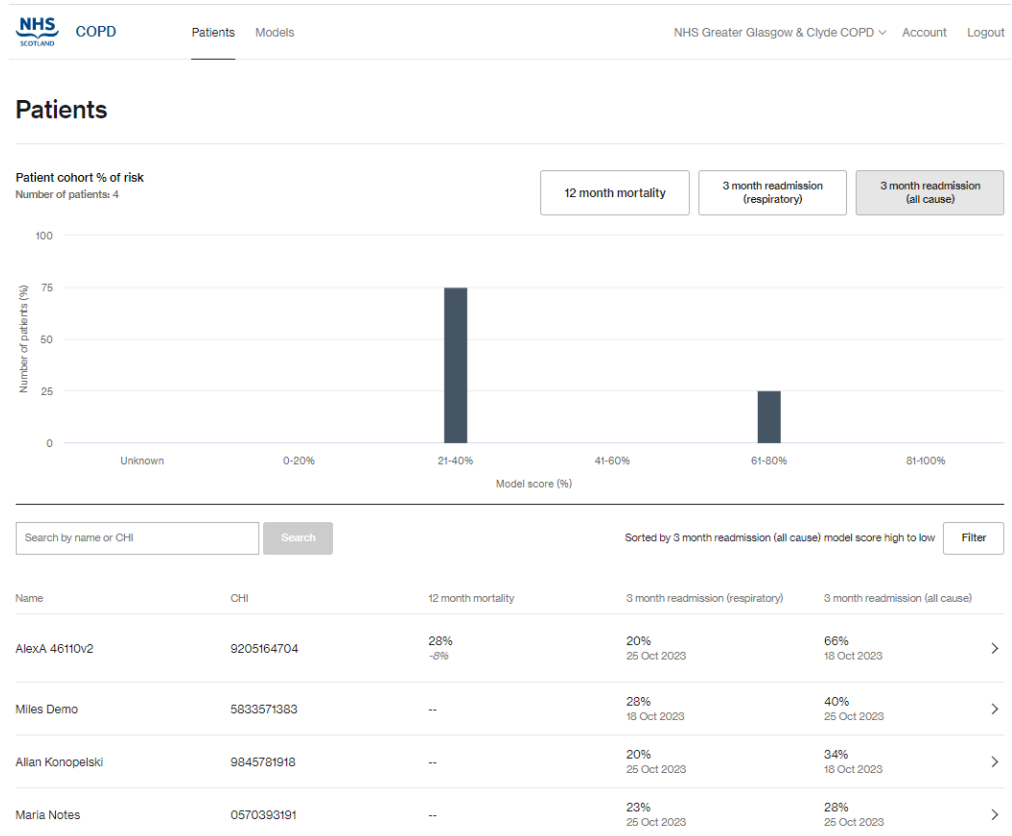 NHS
SCOTLAND
COPD
Patients
Models
NHS Greater Glasgow & Clyde COPD
Account
Logout
Patients
Patient cohort % of risk
Number of patients: 4
12 month mortality
3 month readmission
(respiratory)
3 month readmission
(all cause)
Number of patients (%)
100
75
50
25
0
Unknown
0-20%
21-40%
41-60%
61-80%
81-100%
Model score (%)
Search by name or CHI
Search
Sorted by 3 month readmission (all cause) model score high to low
Filter
Name
CHI
12 month mortality
3 month readmission (respiratory)
3 month readmission (all cause)
AlexA 46110v2
9205164704
28%
-8%
20%
25 Oct 2023
66%
18 Oct 2023
Miles Demo
5833571383
--
28%
18 Oct 2023
40%
25 Oct 2023
Allan Konopelski
9845781918
--
20%
25 Oct 2023
34%
18 Oct 2023
Maria Notes
0570393191
--
23%
25 Oct 2023
28%
25 Oct 2023